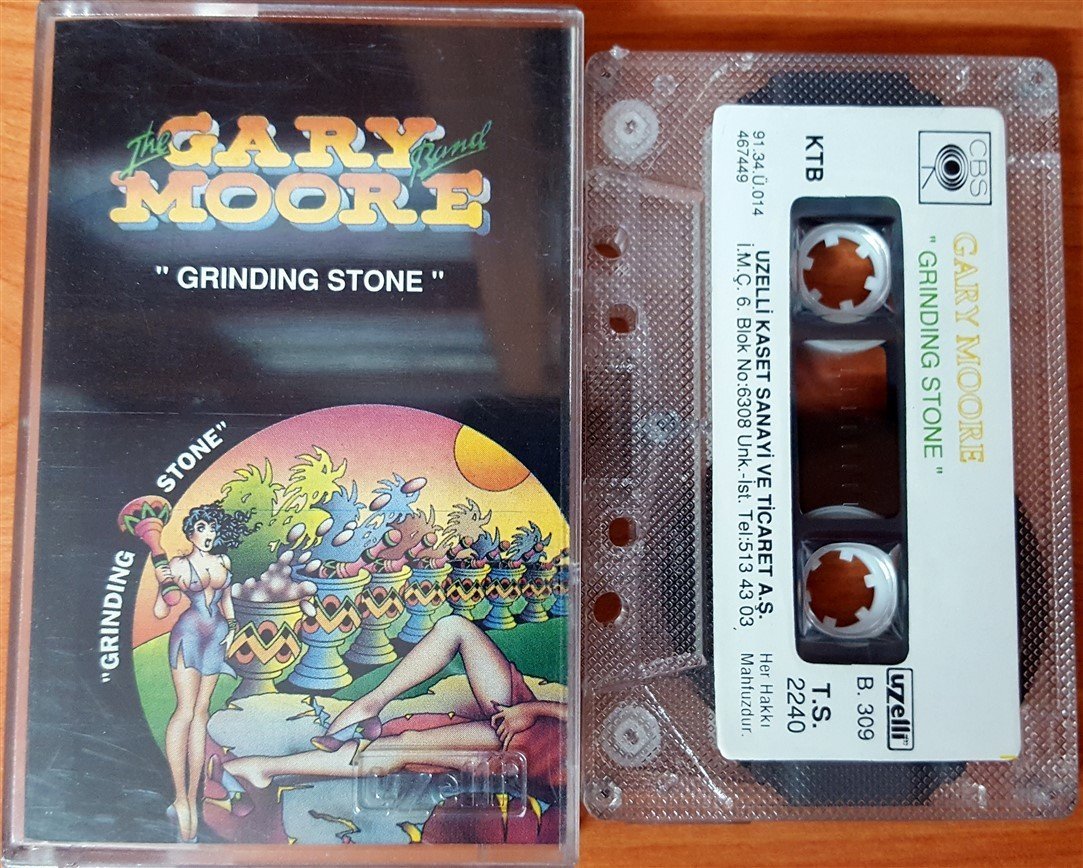 The GARY Band
MOORE
" GRINDING STONE "
"GRINDING STONE"
uzelli
CBS
GARY MOORE
" GRINDING STONE "
KTB
91.34.Ü.014
467449
UZELLİ KASET SANAYİ VE TİCARET A.Ş.
İ.M.Ç. 6. Blok No:6308 Unk.-İst. Tel:513 43 03,
Her Hakkı
Mahfuzdur.
uzelli
B. 309
T.S.
2240